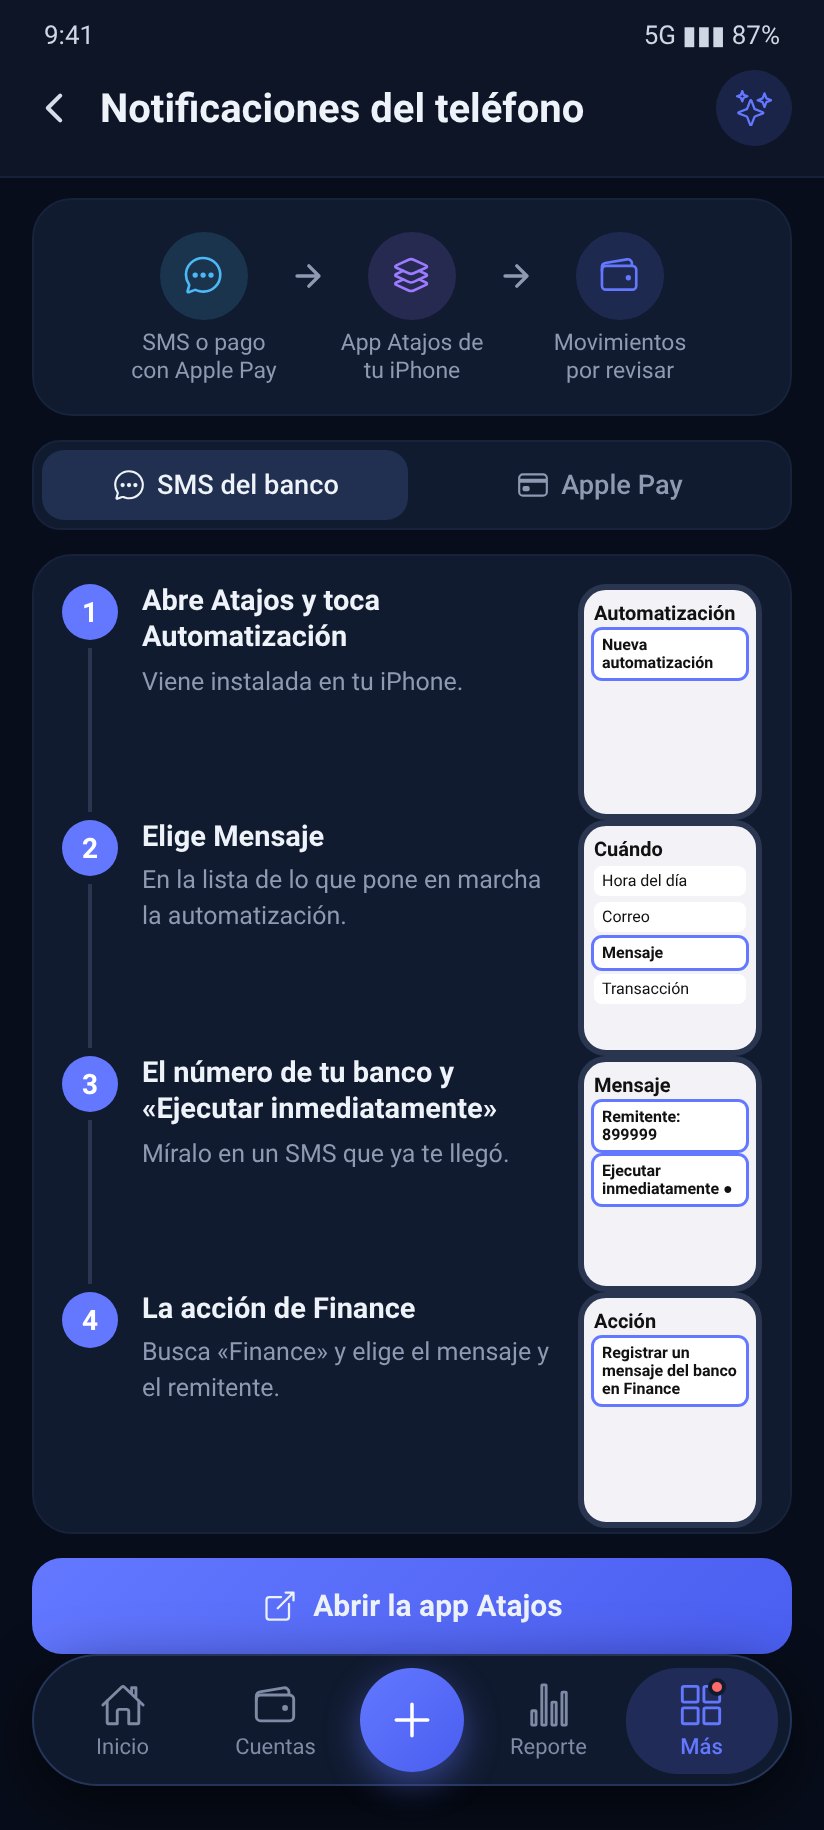 9:41
5G 87%
Notificaciones del teléfono
SMS o pago
con Apple Pay
App Atajos de
tu iPhone
Movimientos
por revisar
SMS del banco
Apple Pay
1
Abre Atajos y toca
Automatización
Viene instalada en tu iPhone.
Automatización
Nueva
automatización
2
Elige Mensaje
En la lista de lo que pone en marcha
la automatización.
Cuándo
Hora del día
Correo
Mensaje
Transacción
3
El número de tu banco y
«Ejecutar inmediatamente»
Míralo en un SMS que ya te llegó.
Mensaje
Remitente:
899999
Ejecutar
inmediatamente ●
4
La acción de Finance
Busca «Finance» y elige el mensaje y
el remitente.
Acción
Registrar un
mensaje del banco
en Finance
Abrir la app Atajos
Inicio
Cuentas
Reporte
Más